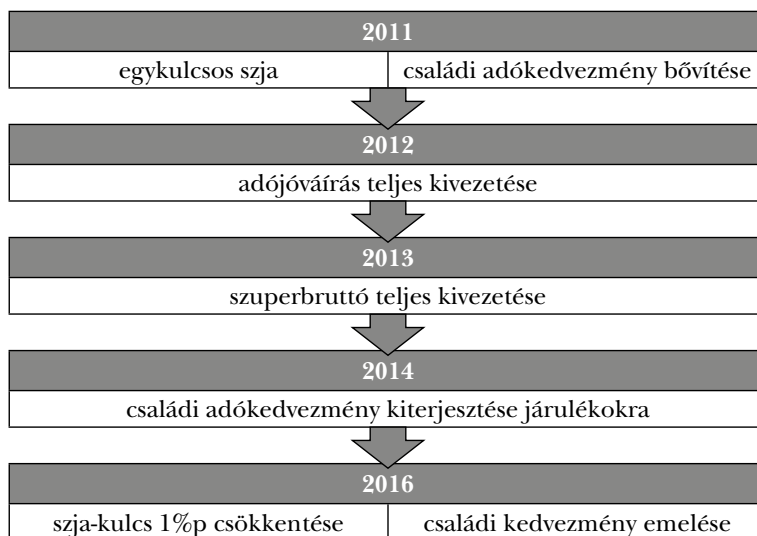 2011
egykulcsos szja családi adókedvezmény bővítése
2012
adójóváírás teljes kivezetése
2013
szuperbruttó teljes kivezetése
2014
családi adókedvezmény kiterjesztése járulékokra
2016
szja-kulcs 1%p csökkentése családi kedvezmény emelése